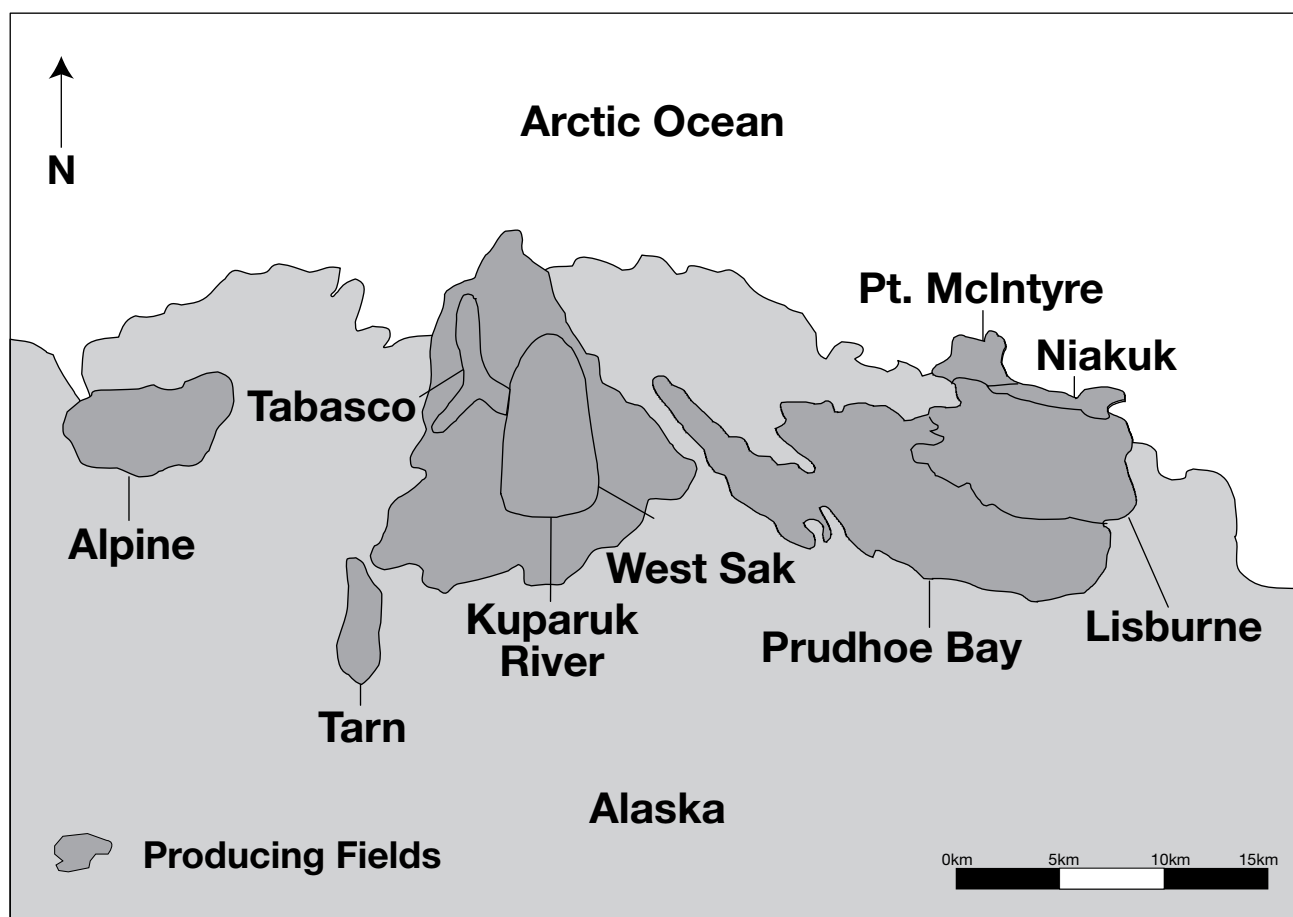 Arctic Ocean
N
Pt. McIntyre
Niakuk
Tabasco
Alpine
West Sak
Kuparuk
River
Prudhoe Bay
Lisburne
Tarn
Alaska
Producing Fields
0km 5km 10km 15km